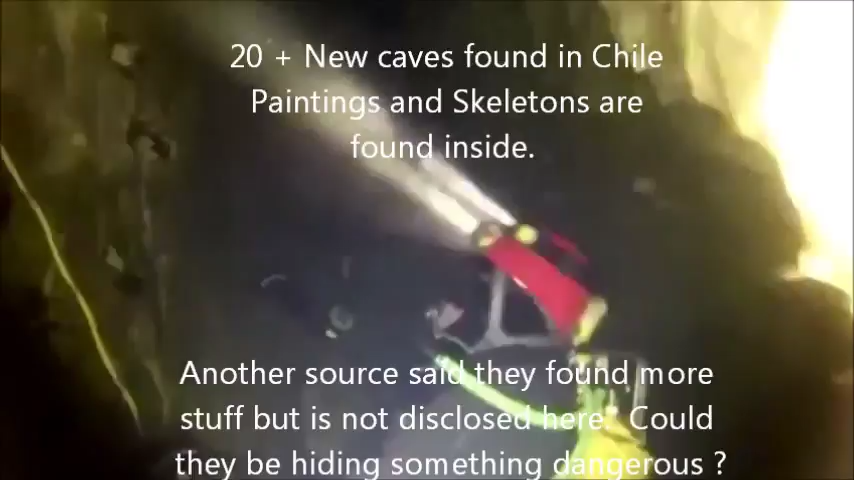 20 + New caves found in Chile
Paintings and Skeletons are
found inside.
Another source said they found more
stuff but is not disclosed here.  Could
they be hiding something dangerous ?